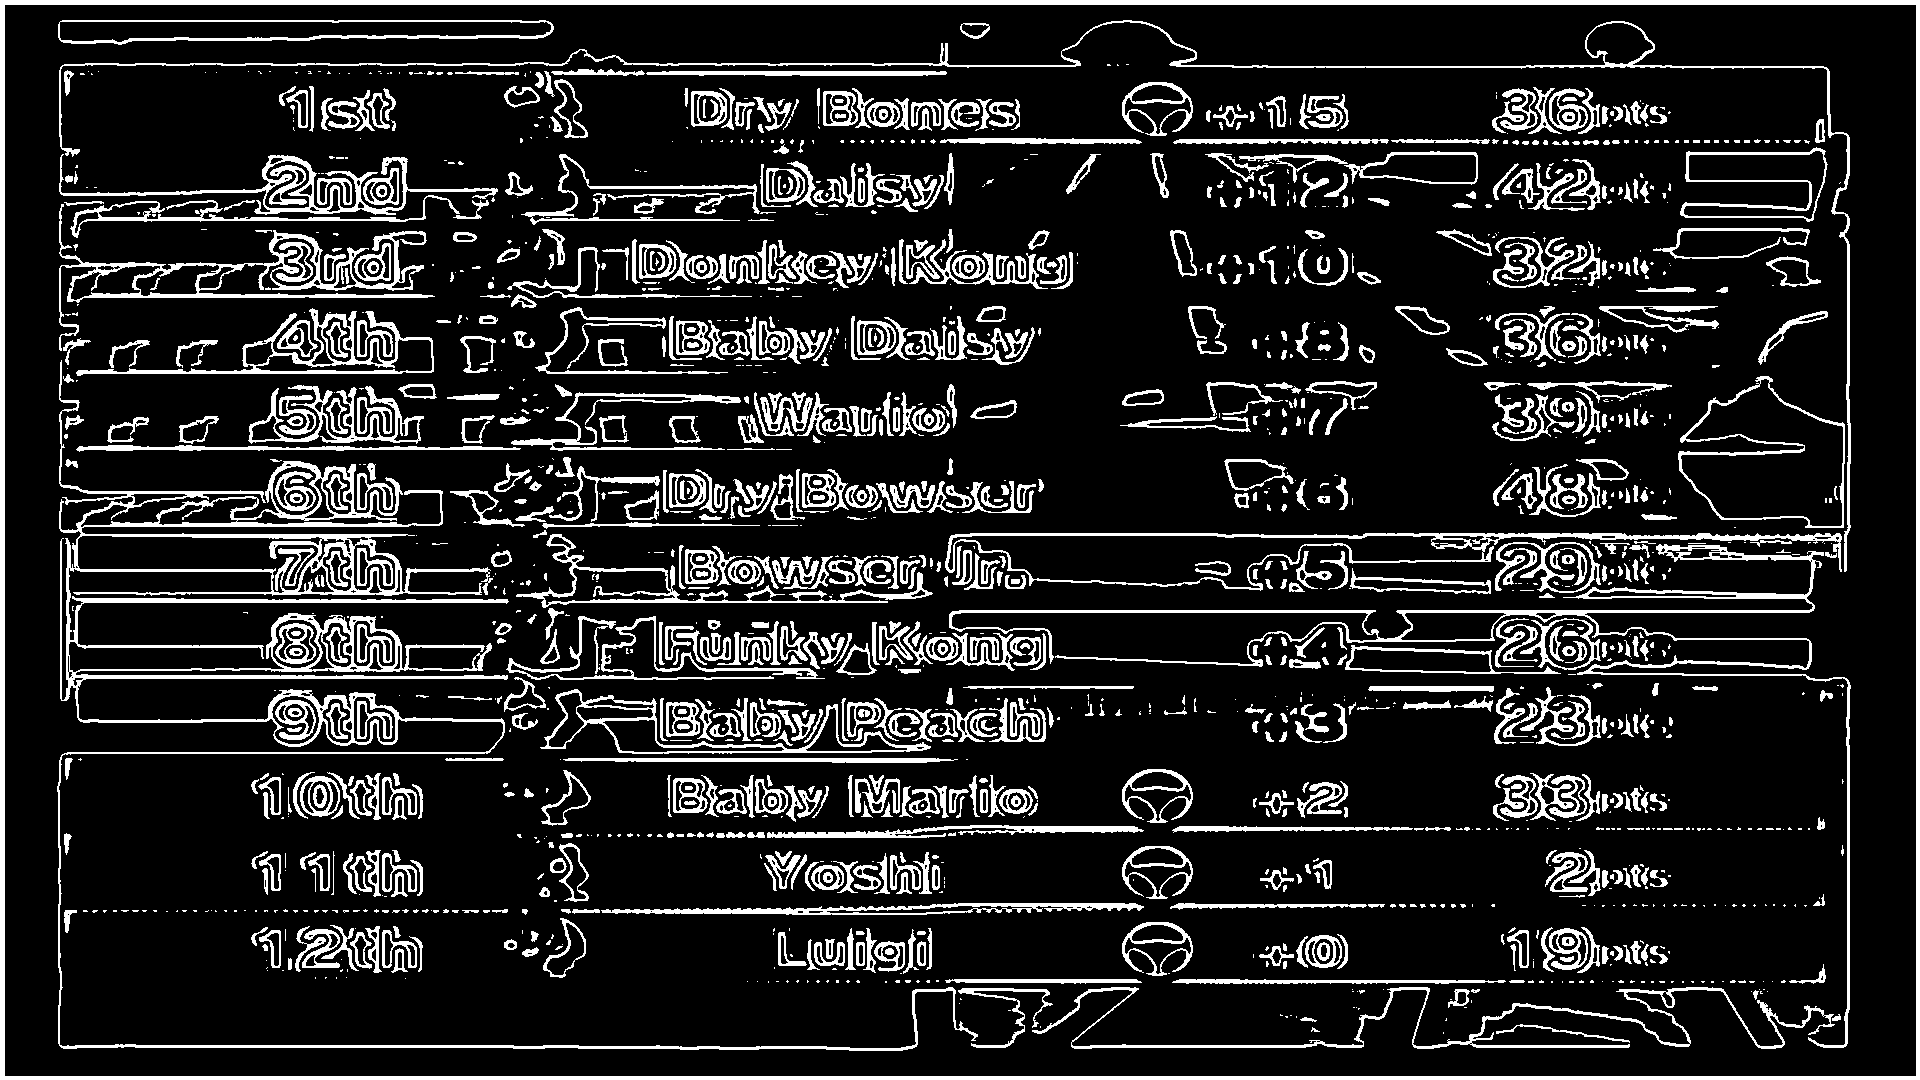 1st Dry Bones +15 36pts
2nd Daisy +12 42pts
3rd Donkey Kong +10 32pts
4th Baby Daisy +8 36pts
5th Wario +7 39pts
6th Dry Bowser +6 48pts
7th Bowser Jr. +5 29pts
8th Funky Kong +4 26pts
9th Baby Peach +3 23pts
10th Baby Mario +2 33pts
11th Yoshi +1 2pts
12th Luigi +0 19pts